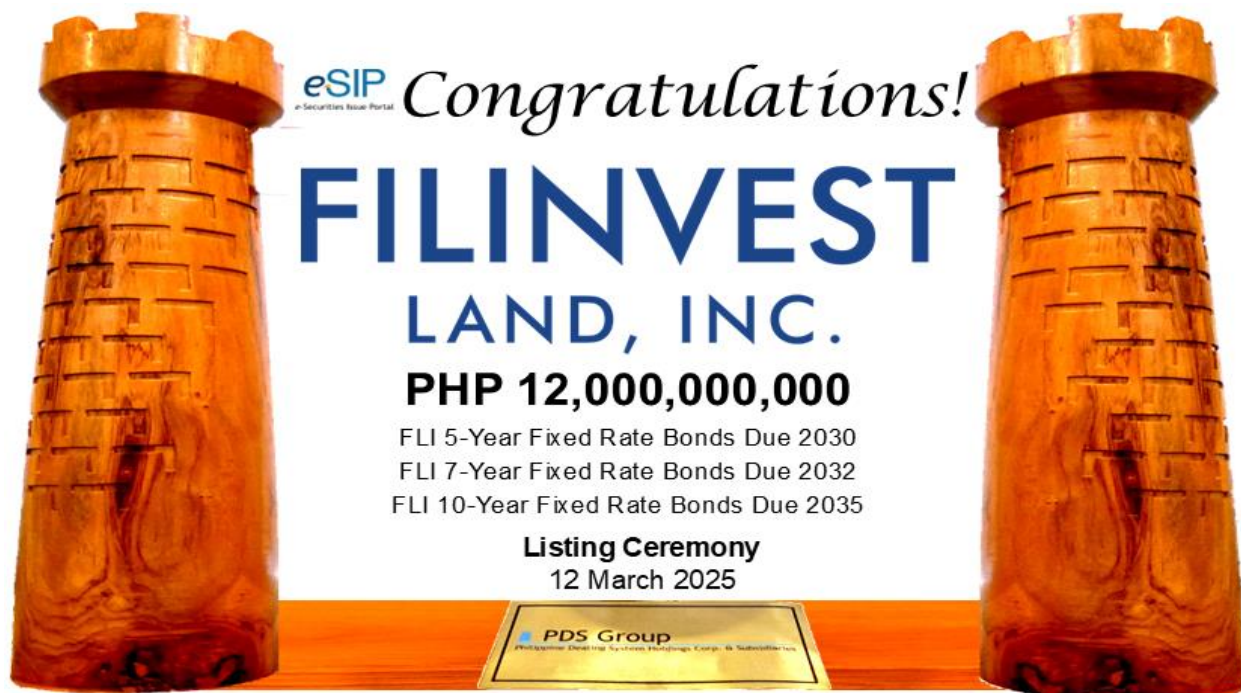 eSIP
e-Securities Issue Portal
Congratulations!
FILINVEST
LAND, INC.
PHP 12,000,000,000
FLI 5-Year Fixed Rate Bonds Due 2030
FLI 7-Year Fixed Rate Bonds Due 2032
FLI 10-Year Fixed Rate Bonds Due 2035
Listing Ceremony
12 March 2025
PDS Group
Philippine Dealing System Holdings Corp. & Subsidiaries